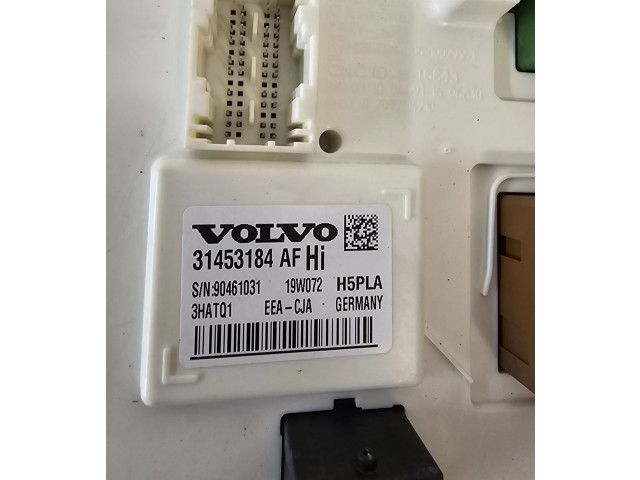 VOLVO
31453184 AF Hi
S/N:90461031 19W072 H5PLA
3HATQ1 EEA-CJA GERMANY